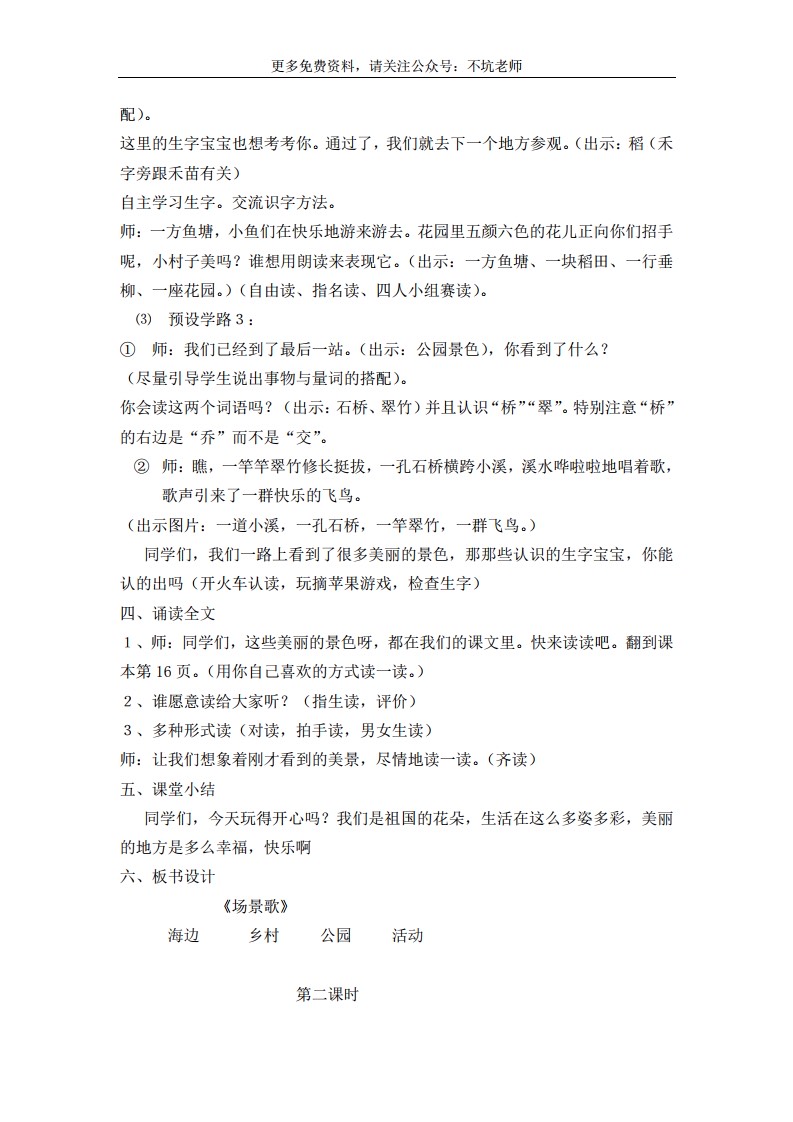 更多免费资料，请关注公众号：不坑老师
配）。
这里的生字宝宝也想考考你。通过了，我们就去下一个地方参观。（出示：稻（禾
字旁跟禾苗有关）
自主学习生字。交流识字方法。
师：一方鱼塘，小鱼们在快乐地游来游去。花园里五颜六色的花儿正向你们招手
呢，小村子美吗？谁想用朗读来表现它。（出示：一方鱼塘、一块稻田、一行垂
柳、一座花园。）（自由读、指名读、四人小组赛读）。
⑶ 预设学路３：
① 师：我们已经到了最后一站。（出示：公园景色），你看到了什么？
（尽量引导学生说出事物与量词的搭配）。
你会读这两个词语吗？（出示：石桥、翠竹）并且认识“桥”“翠”。特别注意“桥”
的右边是“乔”而不是“交”。
② 师：瞧，一竿竿翠竹修长挺拔，一孔石桥横跨小溪，溪水哗啦啦地唱着歌，
歌声引来了一群快乐的飞鸟。
（出示图片：一道小溪，一孔石桥，一竿翠竹，一群飞鸟。）
同学们，我们一路上看到了很多美丽的景色，那那些认识的生字宝宝，你能
认的出吗（开火车认读，玩摘苹果游戏，检查生字）
四、诵读全文
１、师：同学们，这些美丽的景色呀，都在我们的课文里。快来读读吧。翻到课
本第 16 页。（用你自己喜欢的方式读一读。）
２、谁愿意读给大家听？（指生读，评价）
３、多种形式读（对读，拍手读，男女生读）
师：让我们想象着刚才看到的美景，尽情地读一读。（齐读）
五、课堂小结
同学们，今天玩得开心吗？我们是祖国的花朵，生活在这么多姿多彩，美丽
的地方是多么幸福，快乐啊
六、板书设计
《场景歌》
海边 乡村 公园 活动
第二课时